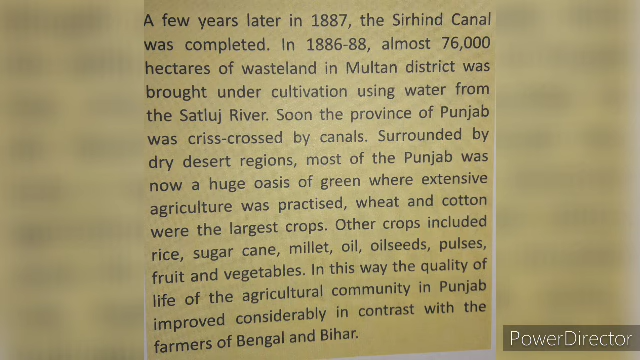 A few years later in 1887, the Sirhind Canal
was completed. In 1886-88, almost 76,000
hectares of wasteland in Multan district was
brought under cultivation using water from
the Satluj River. Soon the province of Punjab
was criss-crossed by canals. Surrounded by
dry desert regions, most of the Punjab was
now a huge oasis of green where extensive
agriculture was practised, wheat and cotton
were the largest crops. Other crops included
rice, sugar cane, millet, oil, oilseeds, pulses,
fruit and vegetables. In this way the quality of
life of the agricultural community in Punjab
improved considerably in contrast with the
farmers of Bengal and Bihar.
PowerDirector